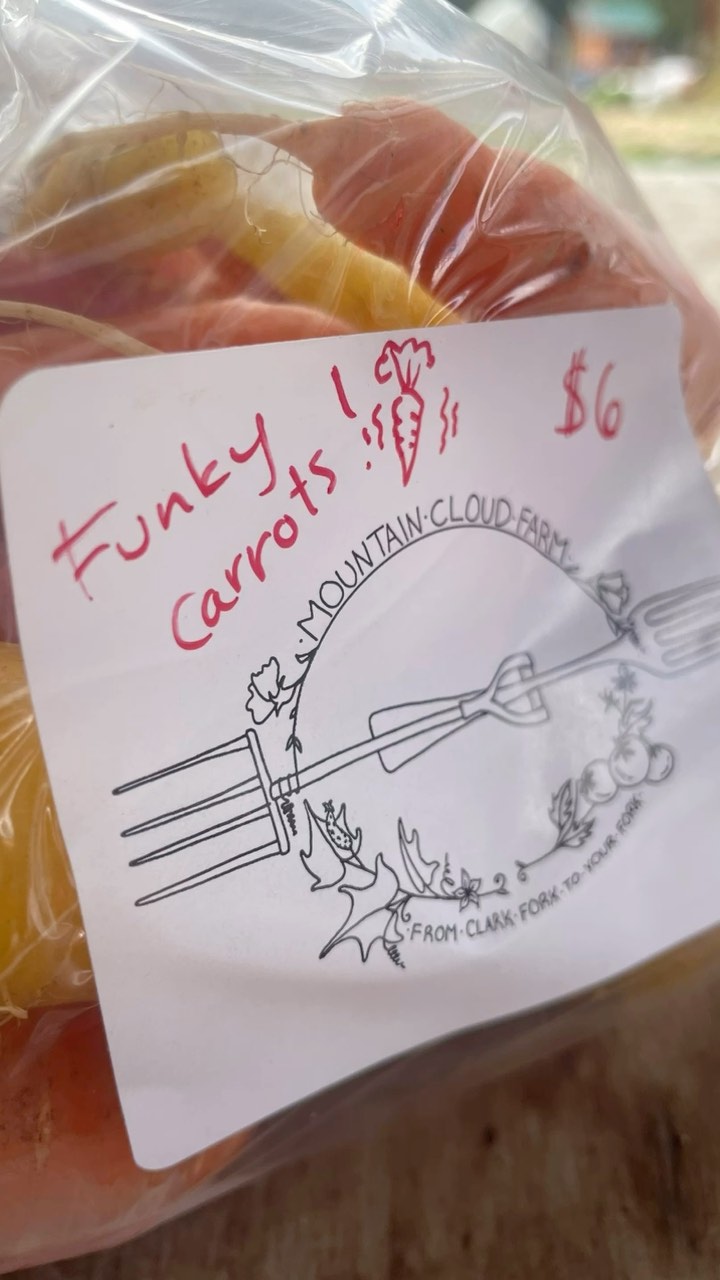 Funky
carrots!
$6
·MOUNTAIN·CLOUD·FARM·
·FROM·CLARK·FORK·TO·YOUR·FORK·